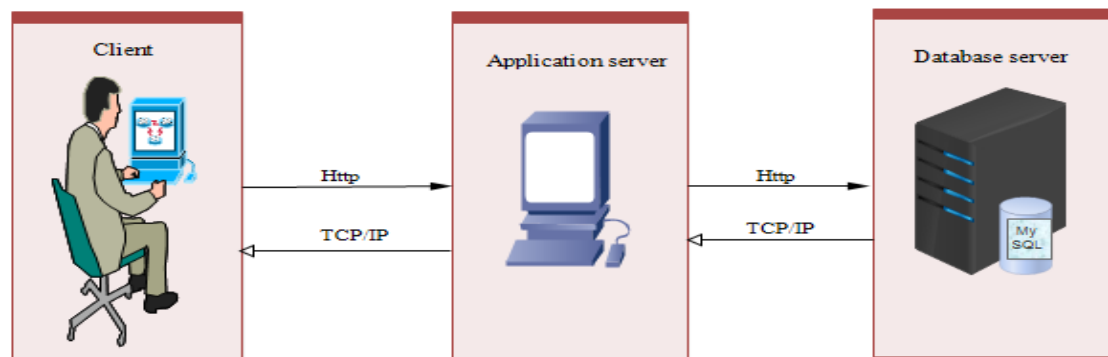 Client
Application server
Database server
Http
TCP/IP
Http
TCP/IP
My
SQL